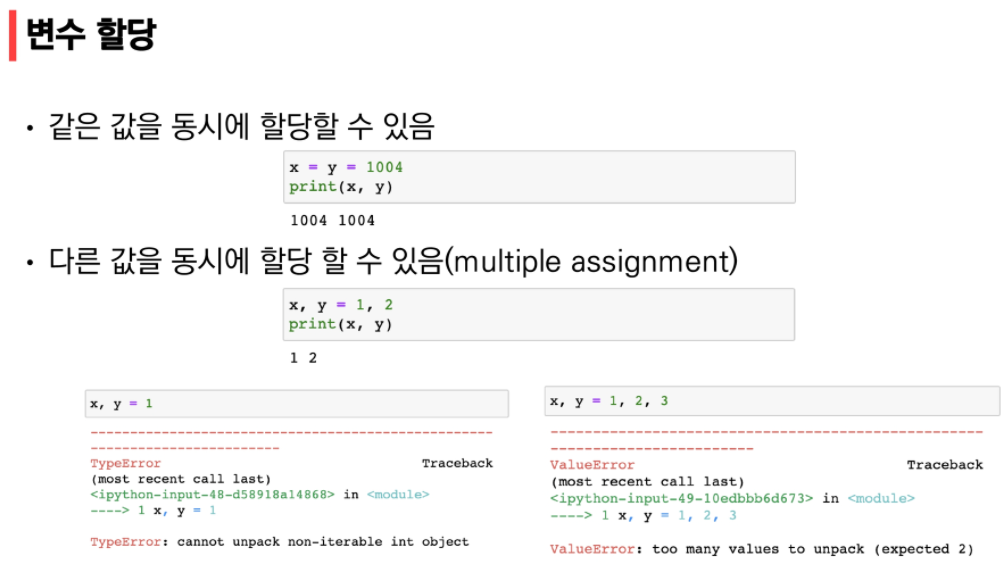 변수 할당
• 같은 값을 동시에 할당할 수 있음
x = y = 1004
print(x, y)
1004 1004
• 다른 값을 동시에 할당 할 수 있음(multiple assignment)
x, y = 1, 2
print(x, y)
1 2
x, y = 1
---------------------------------------------------
------------------------
TypeError Traceback
(most recent call last)
<ipython-input-48-d58918a14868> in <module>
----> 1 x, y = 1
TypeError: cannot unpack non-iterable int object
x, y = 1, 2, 3
---------------------------------------------------
------------------------
ValueError Traceback
(most recent call last)
<ipython-input-49-10edbbb6d673> in <module>
----> 1 x, y = 1, 2, 3
ValueError: too many values to unpack (expected 2)